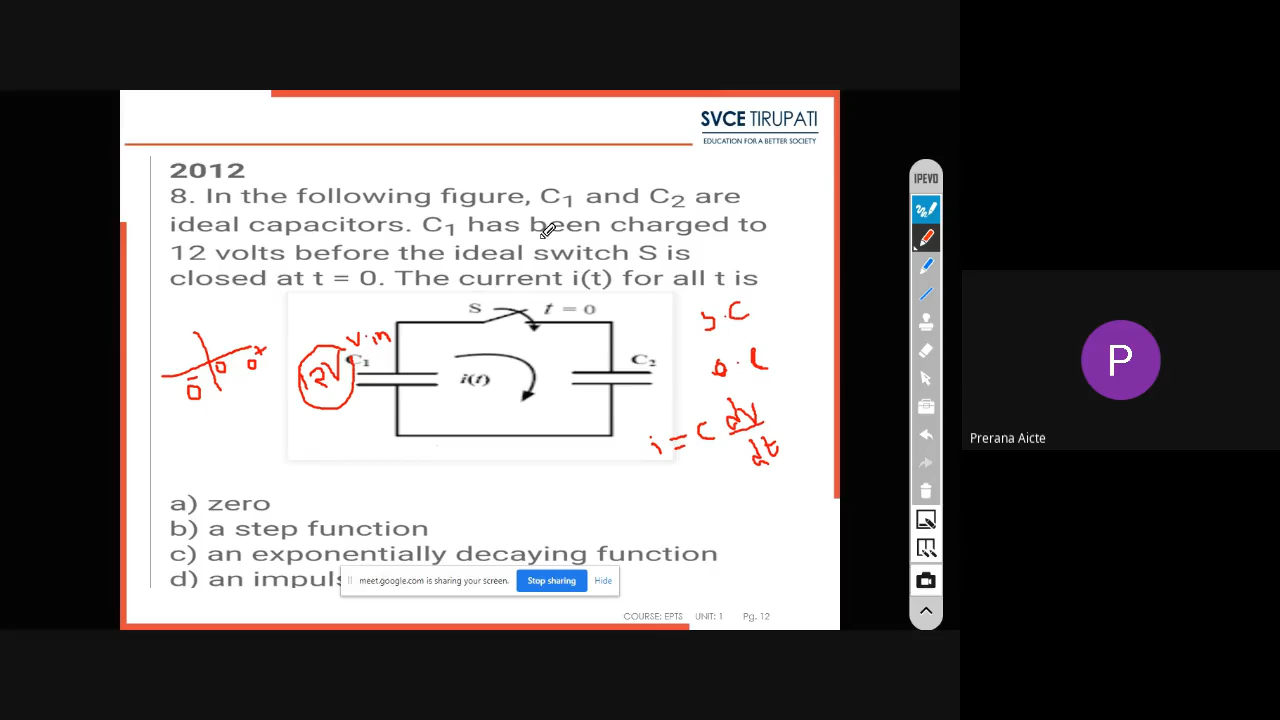 SVCE TIRUPATI
EDUCATION FOR A BETTER SOCIETY
2012
8. In the following figure, C1 and C2 are
ideal capacitors. C1 has been charged to
12 volts before the ideal switch S is
closed at t = 0. The current i(t) for all t is
S t = 0
V.in
C1
12V
i(t)
C2
S.C
O.C
i = C dv/dt
a) zero
b) a step function
c) an exponentially decaying function
d) an impuls
meet.google.com is sharing your screen.
Stop sharing
Hide
COURSE: EPTS UNIT: 1 Pg. 12
IPEVO
P
Prerana Aicte